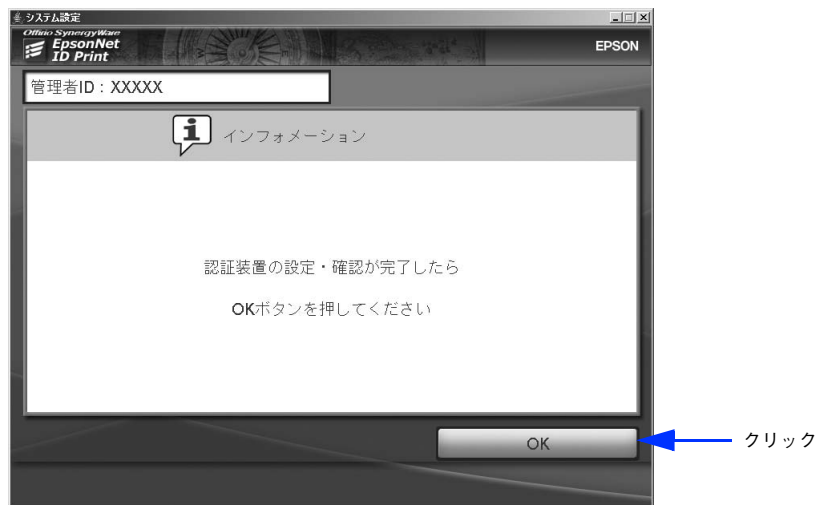 システム設定
Offirio SynergyWare
EpsonNet
ID Print
EPSON
管理者ID：XXXXX
インフォメーション
認証装置の設定・確認が完了したら
OKボタンを押してください
OK
クリック